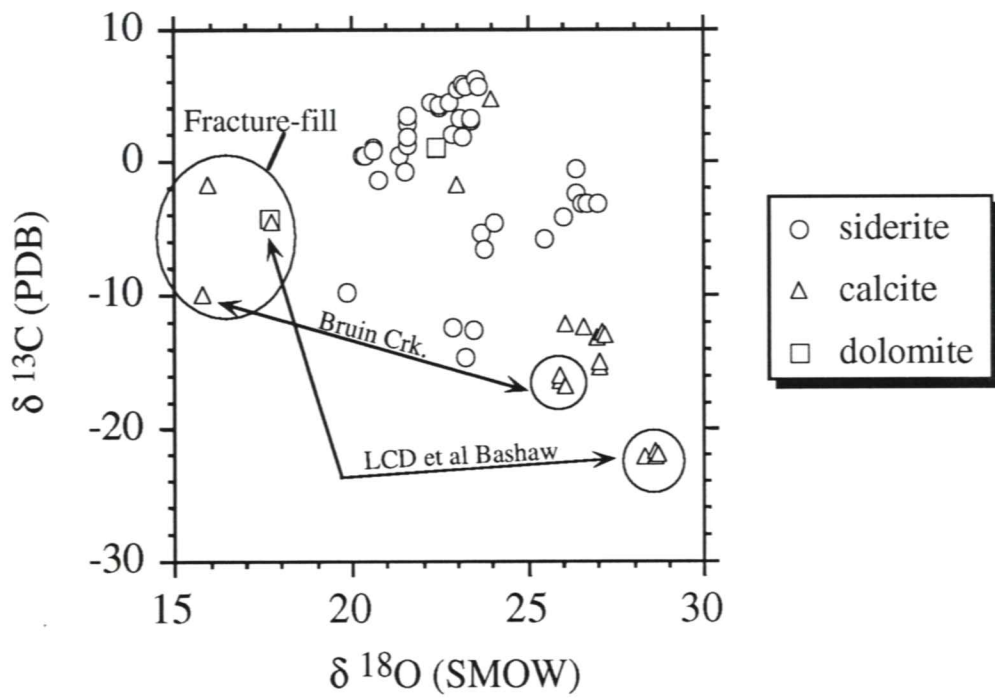 10
0
-10
-20
-30
15
20
25
30
δ 13C (PDB)
δ 18O (SMOW)
Fracture-fill
Bruin Crk.
LCD et al Bashaw
siderite
calcite
dolomite